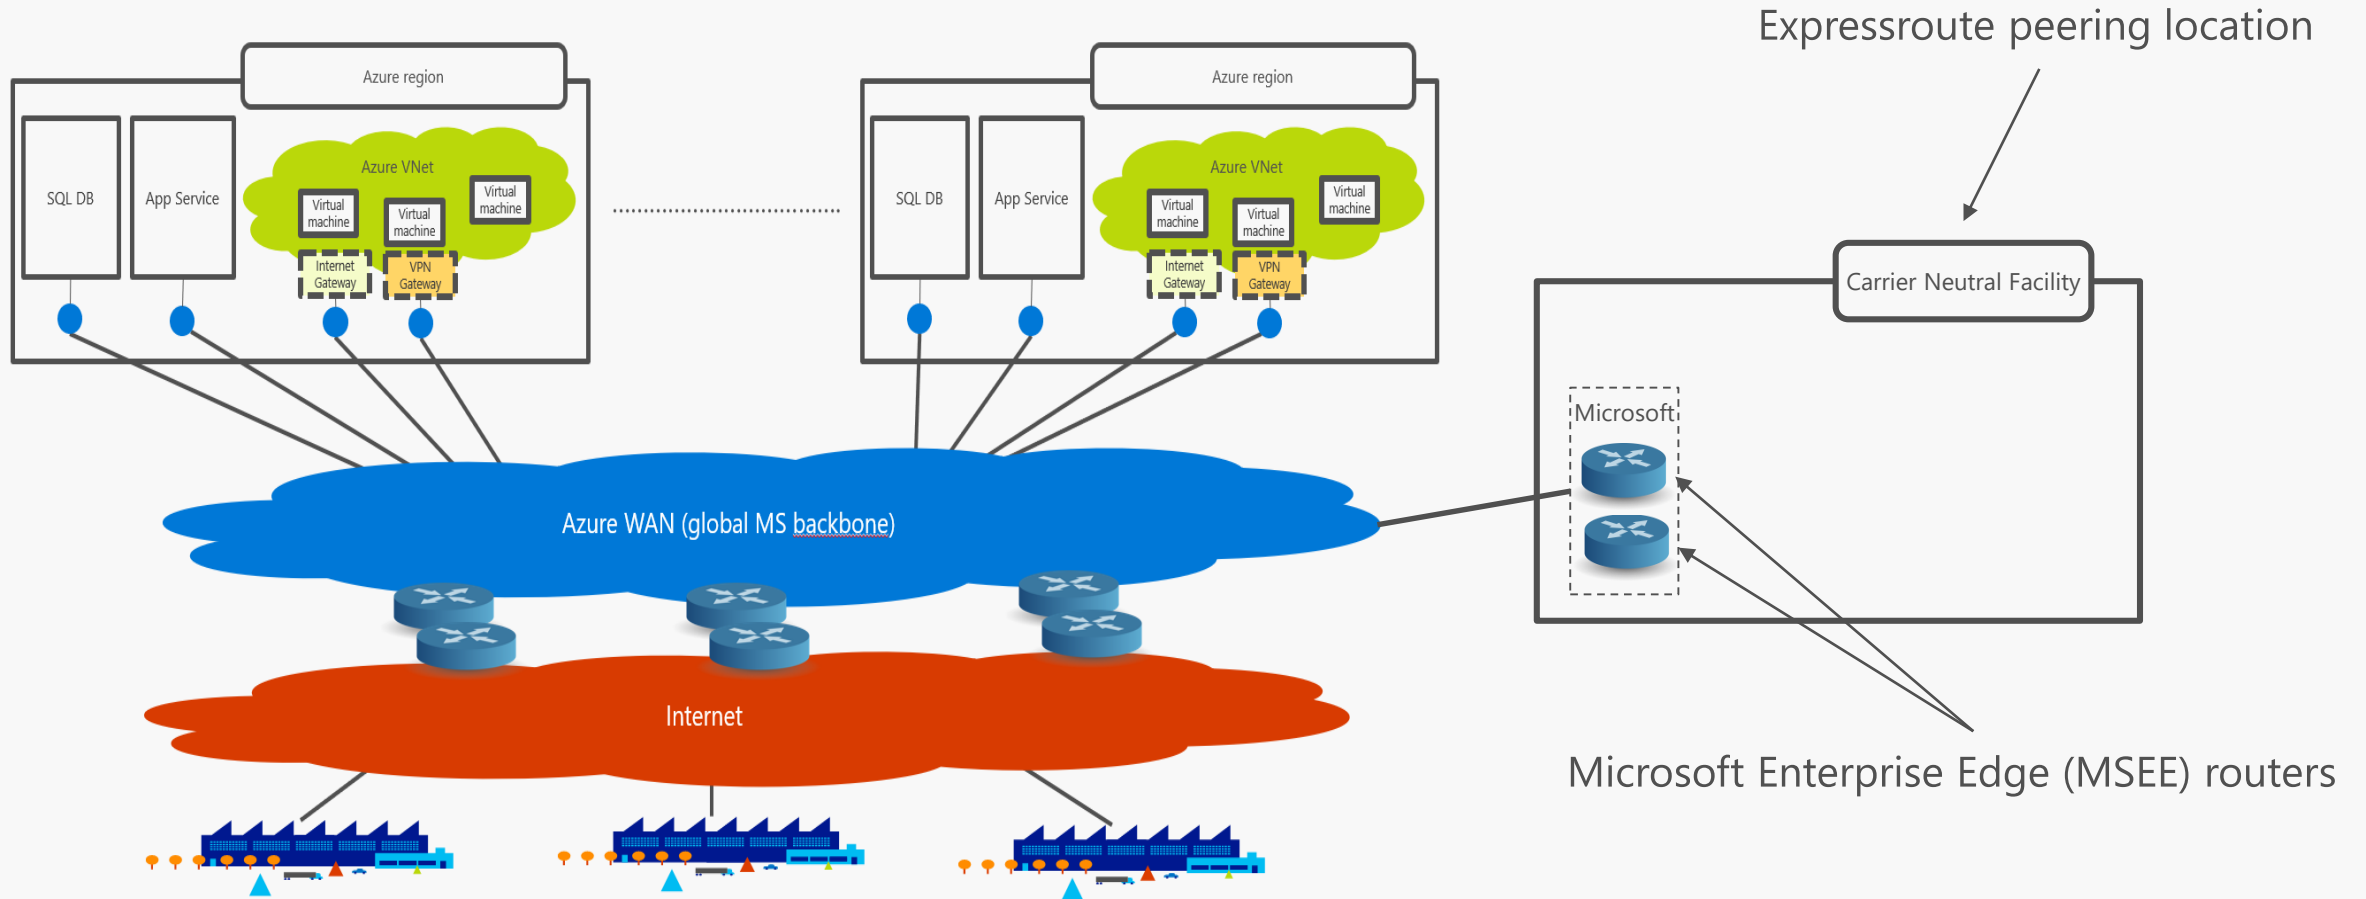 Expressroute peering location
Azure region
SQL DB
App Service
Azure VNet
Virtual
machine
Virtual
machine
Virtual
machine
Internet
Gateway
VPN
Gateway
Azure region
SQL DB
App Service
Azure VNet
Virtual
machine
Virtual
machine
Virtual
machine
Internet
Gateway
VPN
Gateway
Carrier Neutral Facility
Microsoft
Azure WAN (global MS backbone)
Internet
Microsoft Enterprise Edge (MSEE) routers